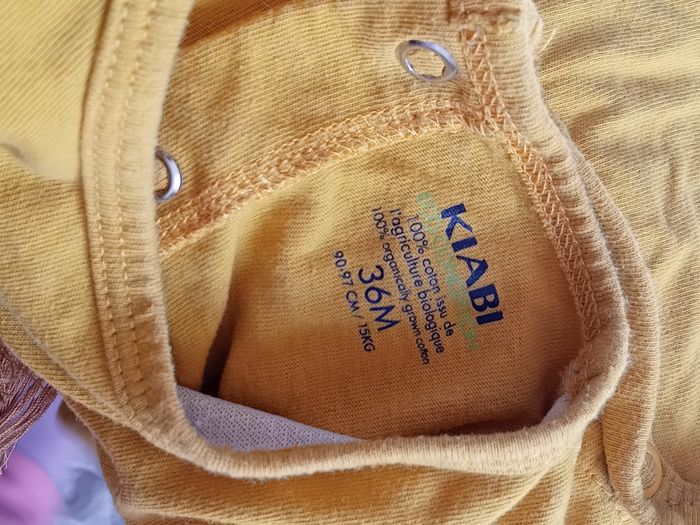 KIABI
100% coton issu de
l'agriculture biologique
100% organically grown cotton
36M
90-97 CM / 15KG